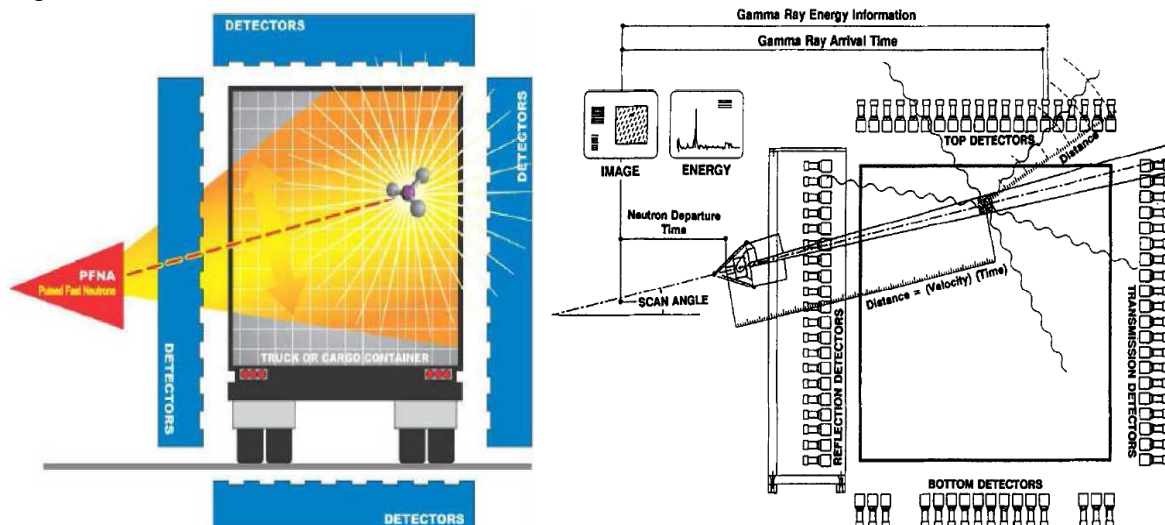 DETECTORS
DETECTORS
DETECTORS
PFNA
Pulsed Fast Neutrons
TRUCK OR CARGO CONTAINER
DETECTORS
Gamma Ray Energy Information
Gamma Ray Arrival Time
IMAGE
ENERGY
TOP DETECTORS
Distance
Neutron Departure
Time
SCAN ANGLE
Distance = (Velocity) (Time)
REFLECTION DETECTORS
TRANSMISSION DETECTORS
BOTTOM DETECTORS